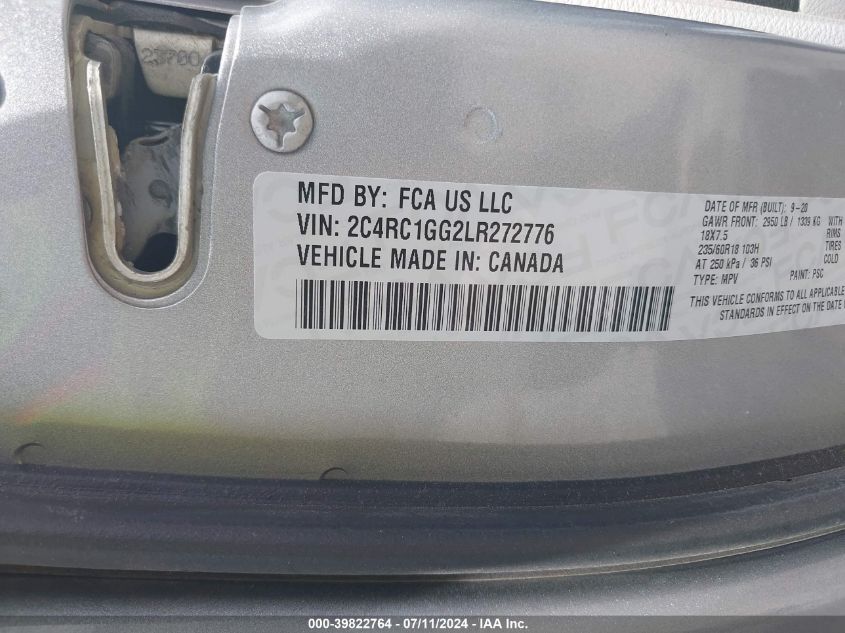 23700
MFD BY: FCA US LLC
VIN: 2C4RC1GG2LR272776
VEHICLE MADE IN: CANADA
DATE OF MFR (BUILT): 9-20
GAWR FRONT: 2950 LB / 1339 KG WITH
18X7.5 RIMS
235/60R18 103H TIRES
AT 250 kPa / 36 PSI COLD
TYPE: MPV PAINT: PSC
THIS VEHICLE CONFORMS TO ALL APPLICABLE
STANDARDS IN EFFECT ON THE DATE
000-39822764 - 07/11/2024 - IAA Inc.